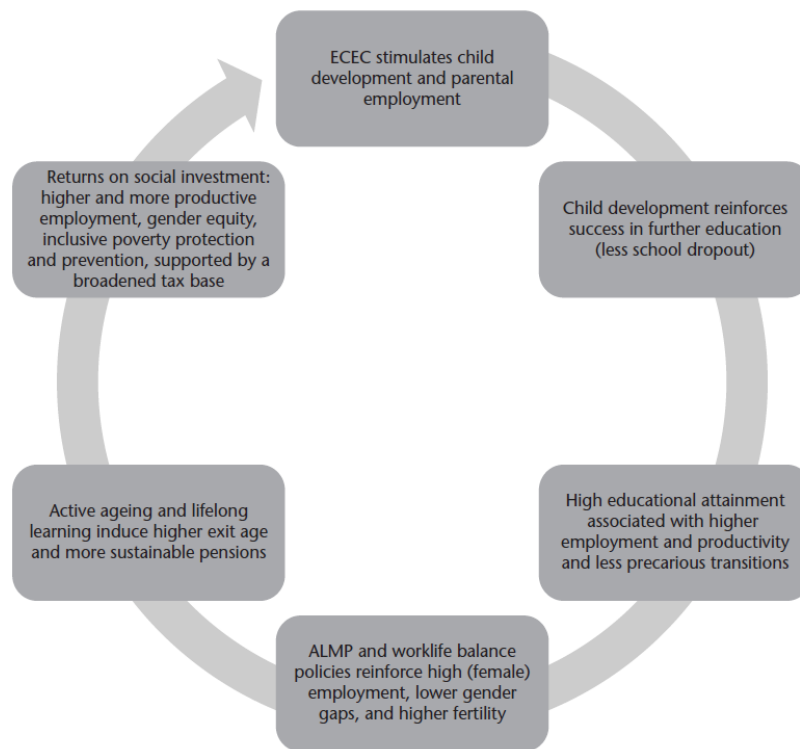 ECEC stimulates child
development and parental
employment
Child development reinforces
success in further education
(less school dropout)
High educational attainment
associated with higher
employment and productivity
and less precarious transitions
ALMP and worklife balance
policies reinforce high (female)
employment, lower gender
gaps, and higher fertility
Active ageing and lifelong
learning induce higher exit age
and more sustainable pensions
Returns on social investment:
higher and more productive
employment, gender equity,
inclusive poverty protection
and prevention, supported by a
broadened tax base